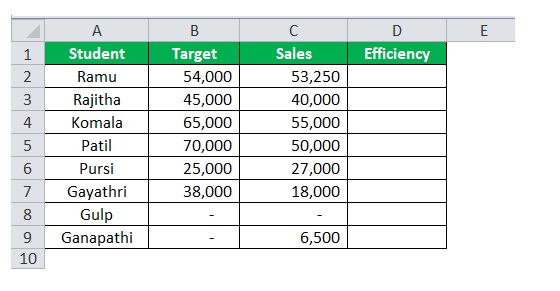 A B C D E
1 Student Target Sales Efficiency
2 Ramu 54,000 53,250
3 Rajitha 45,000 40,000
4 Komala 65,000 55,000
5 Patil 70,000 50,000
6 Pursi 25,000 27,000
7 Gayathri 38,000 18,000
8 Gulp - -
9 Ganapathi - 6,500
10